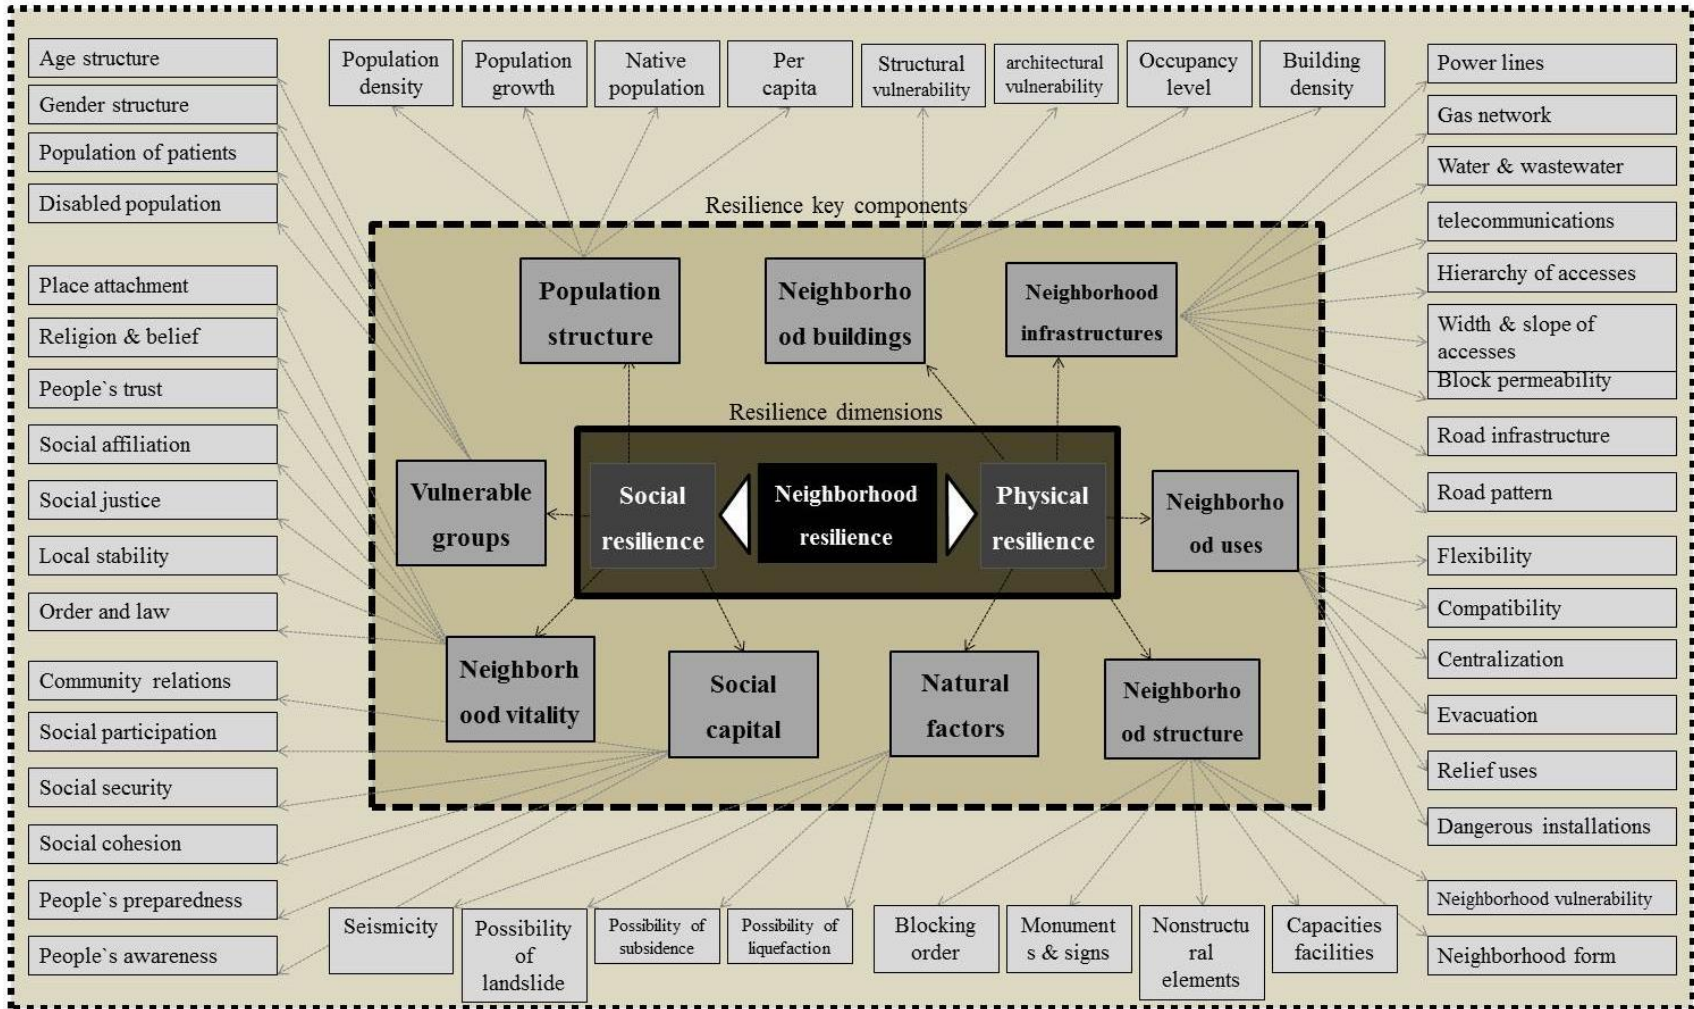 Age structure
Gender structure
Population of patients
Disabled population
Place attachment
Religion & belief
People`s trust
Social affiliation
Social justice
Local stability
Order and law
Community relations
Social participation
Social security
Social cohesion
People`s preparedness
People`s awareness
Population
density
Population
growth
Native
population
Per
capita
Structural
vulnerability
architectural
vulnerability
Occupancy
level
Building
density
Resilience key components
Population
structure
Neighborho
od buildings
Neighborhood
infrastructures
Resilience dimensions
Vulnerable
groups
Social
resilience
Neighborhood
resilience
Physical
resilience
Neighborho
od uses
Neighborh
ood vitality
Social
capital
Natural
factors
Neighborho
od structure
Seismicity
Possibility
of
landslide
Possibility of
subsidence
Possibility of
liquefaction
Blocking
order
Monument
s & signs
Nonstructu
ral
elements
Capacities
facilities
Power lines
Gas network
Water & wastewater
telecommunications
Hierarchy of accesses
Width & slope of
accesses
Block permeability
Road infrastructure
Road pattern
Flexibility
Compatibility
Centralization
Evacuation
Relief uses
Dangerous installations
Neighborhood vulnerability
Neighborhood form